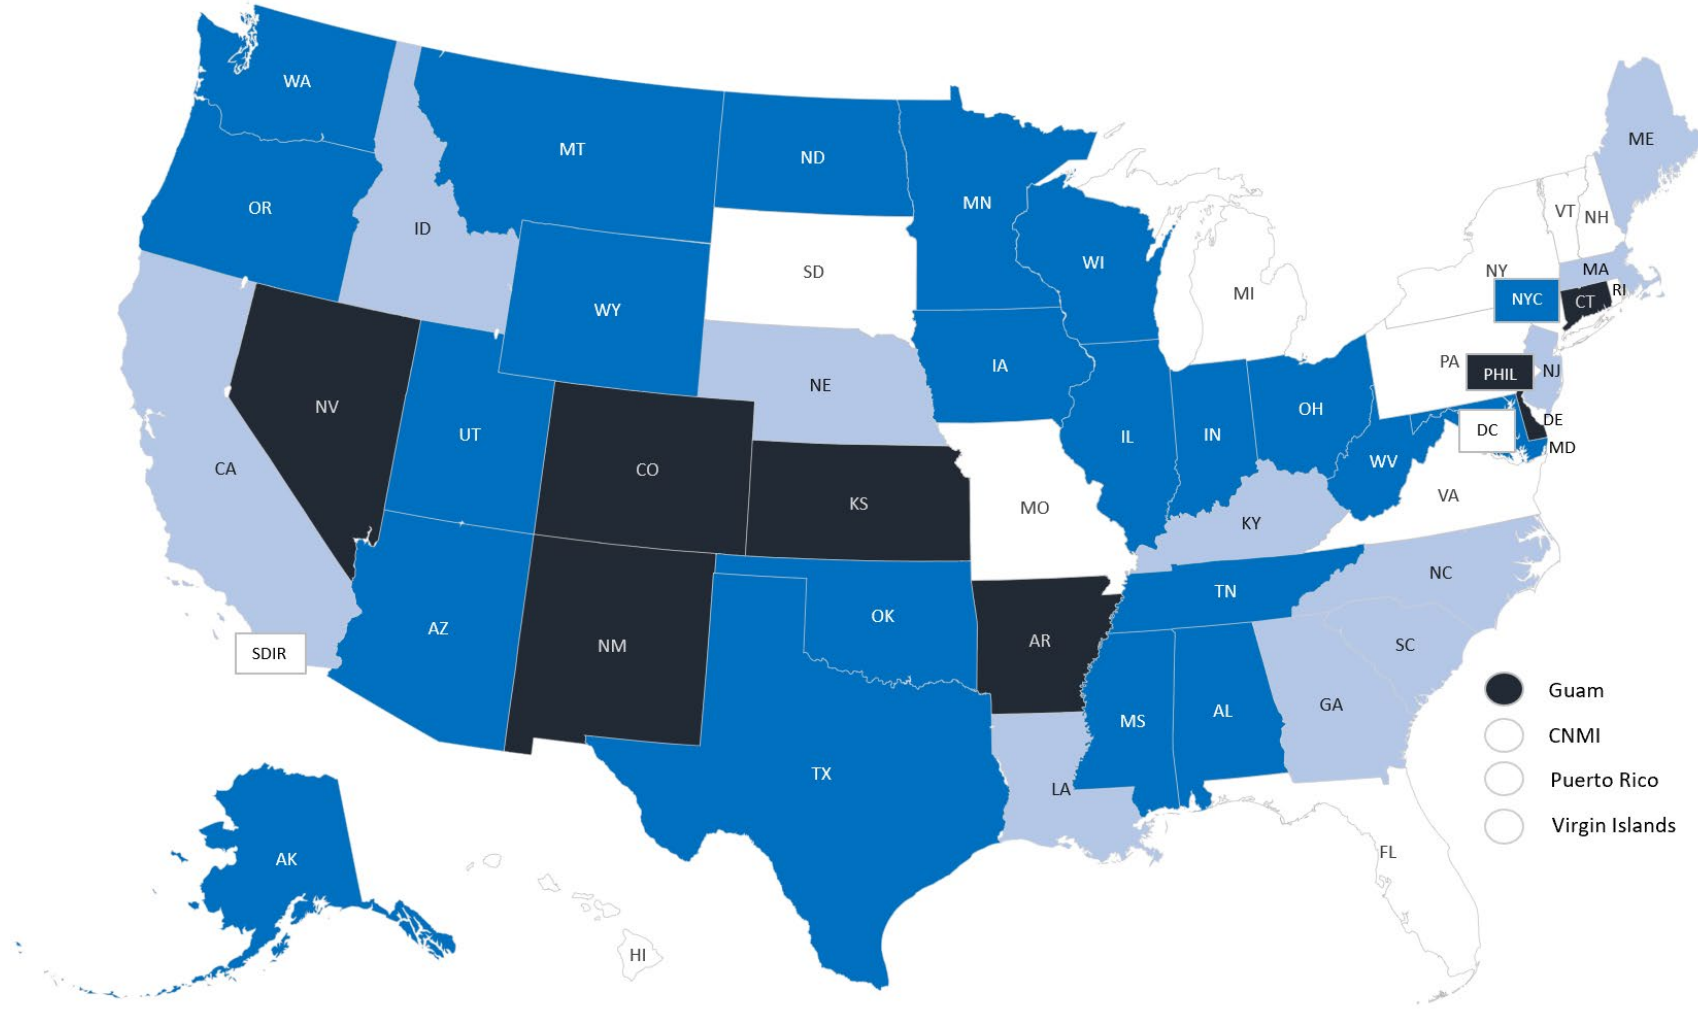 WA
MT
ND
MN
ME
OR
ID
SD
WI
VT
NH
NY
MA
MI
NYC
CT
RI
WY
IA
PA
PHIL
NJ
NE
NV
UT
CO
KS
IL
IN
OH
DE
DC
MD
CA
WV
VA
MO
KY
NC
TN
AZ
NM
OK
AR
SC
SDIR
TX
MS
AL
GA
LA
FL
AK
HI
Guam
CNMI
Puerto Rico
Virgin Islands